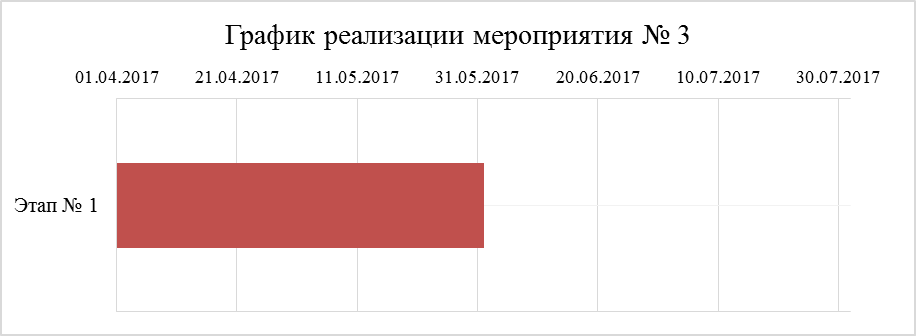 График реализации мероприятия № 3
01.04.2017 21.04.2017 11.05.2017 31.05.2017 20.06.2017 10.07.2017 30.07.2017
Этап № 1